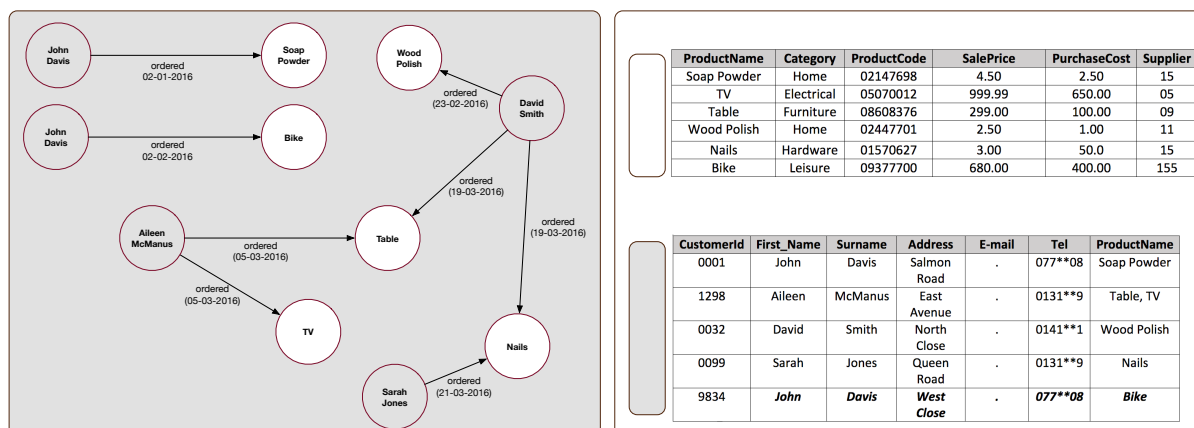 John
Davis
ordered
02-01-2016
Soap
Powder
Wood
Polish
ordered
(23-02-2016)
David
Smith
John
Davis
ordered
02-02-2016
Bike
ordered
(19-03-2016)
Aileen
McManus
ordered
(05-03-2016)
Table
ordered
(19-03-2016)
ordered
(05-03-2016)
TV
Nails
ordered
(21-03-2016)
Sarah
Jones
ProductName Category ProductCode SalePrice PurchaseCost Supplier
Soap Powder Home 02147698 4.50 2.50 15
TV Electrical 05070012 999.99 650.00 05
Table Furniture 08608376 299.00 100.00 09
Wood Polish Home 02447701 2.50 1.00 11
Nails Hardware 01570627 3.00 50.0 15
Bike Leisure 09377700 680.00 400.00 155
CustomerId First_Name Surname Address E-mail Tel ProductName
0001 John Davis Salmon . 077**08 Soap Powder
Road
1298 Aileen McManus East . 0131**9 Table, TV
Avenue
0032 David Smith North . 0141**1 Wood Polish
Close
0099 Sarah Jones Queen . 0131**9 Nails
Road
9834 John Davis West . 077**08 Bike
Close